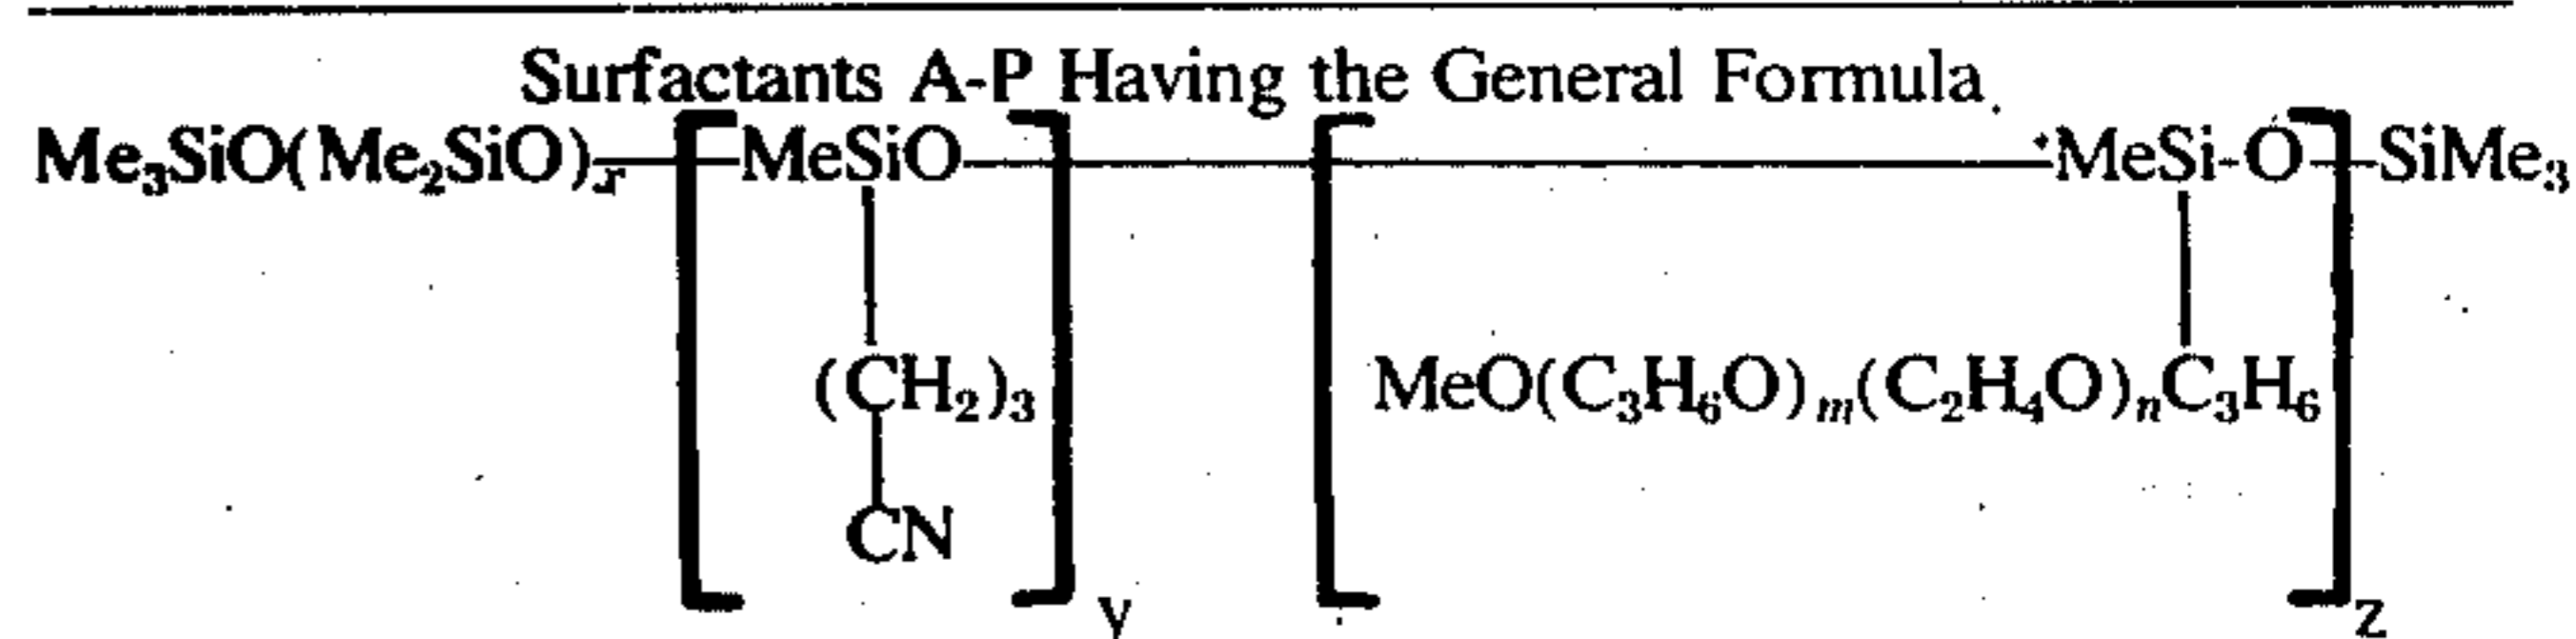 Surfactants A-P Having the General Formula
Me₃SiO(Me₂SiO)ₓ—[MeSiO—]—[—MeSi-O—]—SiMe₃
(CH₂)₃ MeO(C₃H₆O)ₘ(C₂H₄O)ₙC₃H₆
CN
y z